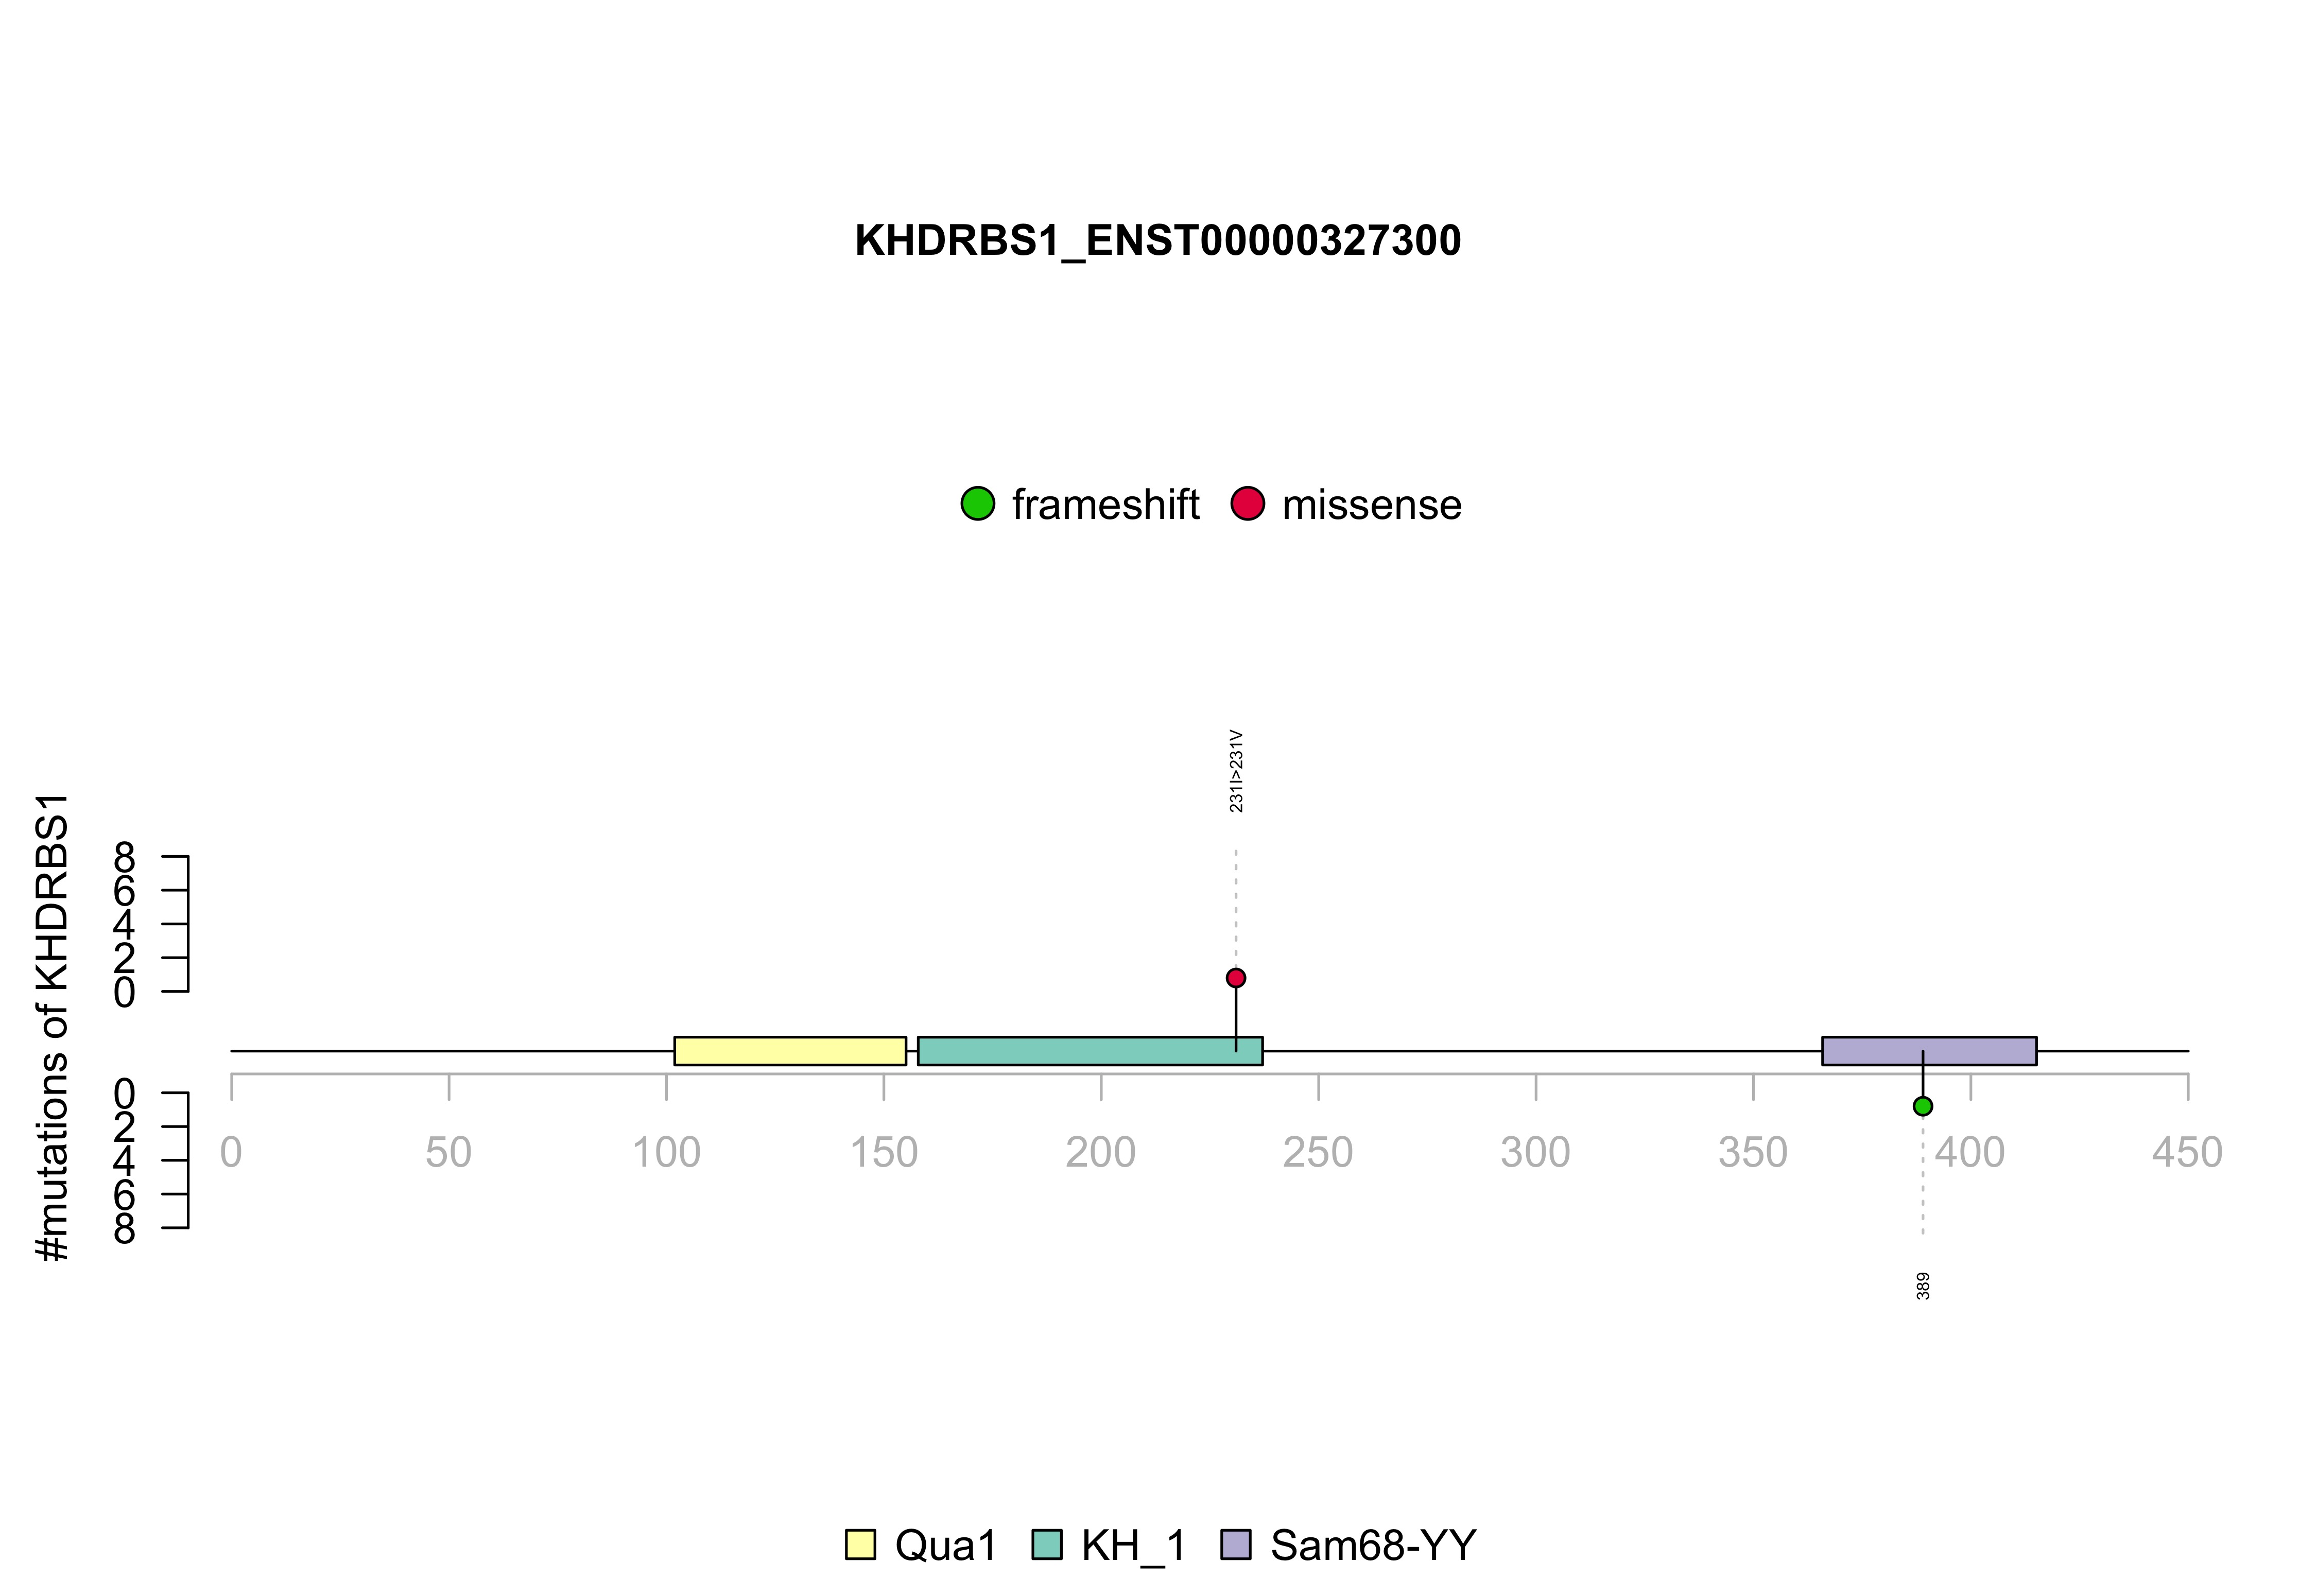 KHDRBS1_ENST00000327300
frameshift missense
231I>231V
#mutations of KHDRBS1
8
6
4
2
0
0
2
4
6
8
0 50 100 150 200 250 300 350 400 450
389
Qua1 KH_1 Sam68-YY